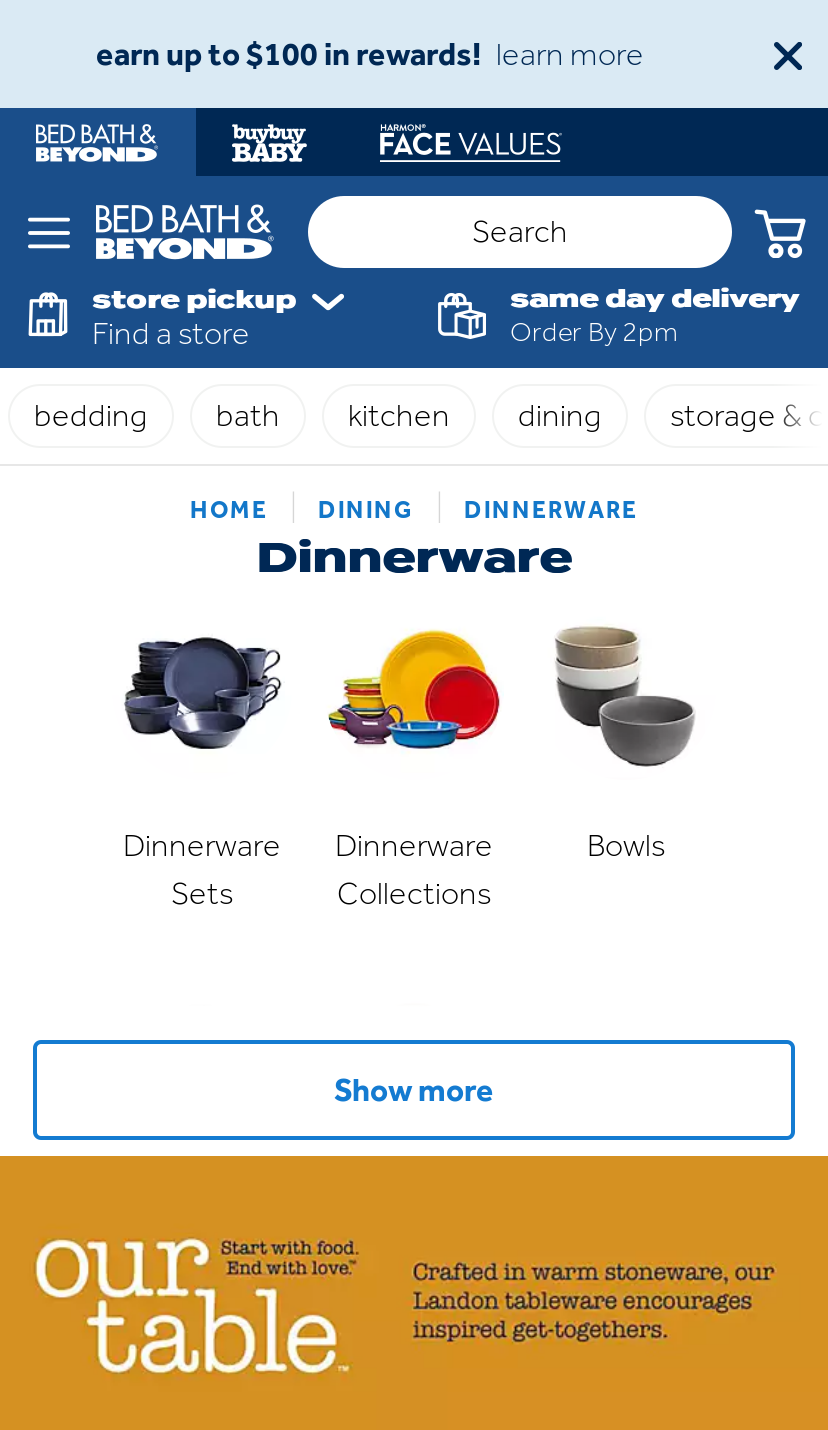 earn up to $100 in rewards! learn more
BED BATH & BEYOND®
buybuy BABY
HARMON® FACE VALUES®
BED BATH & BEYOND®
Search
store pickup
Find a store
same day delivery
Order By 2pm
bedding bath kitchen dining storage &
HOME DINING DINNERWARE
Dinnerware
Dinnerware Sets
Dinnerware Collections
Bowls
Show more
our table™
Start with food.
End with love.™
Crafted in warm stoneware, our
Landon tableware encourages
inspired get-togethers.